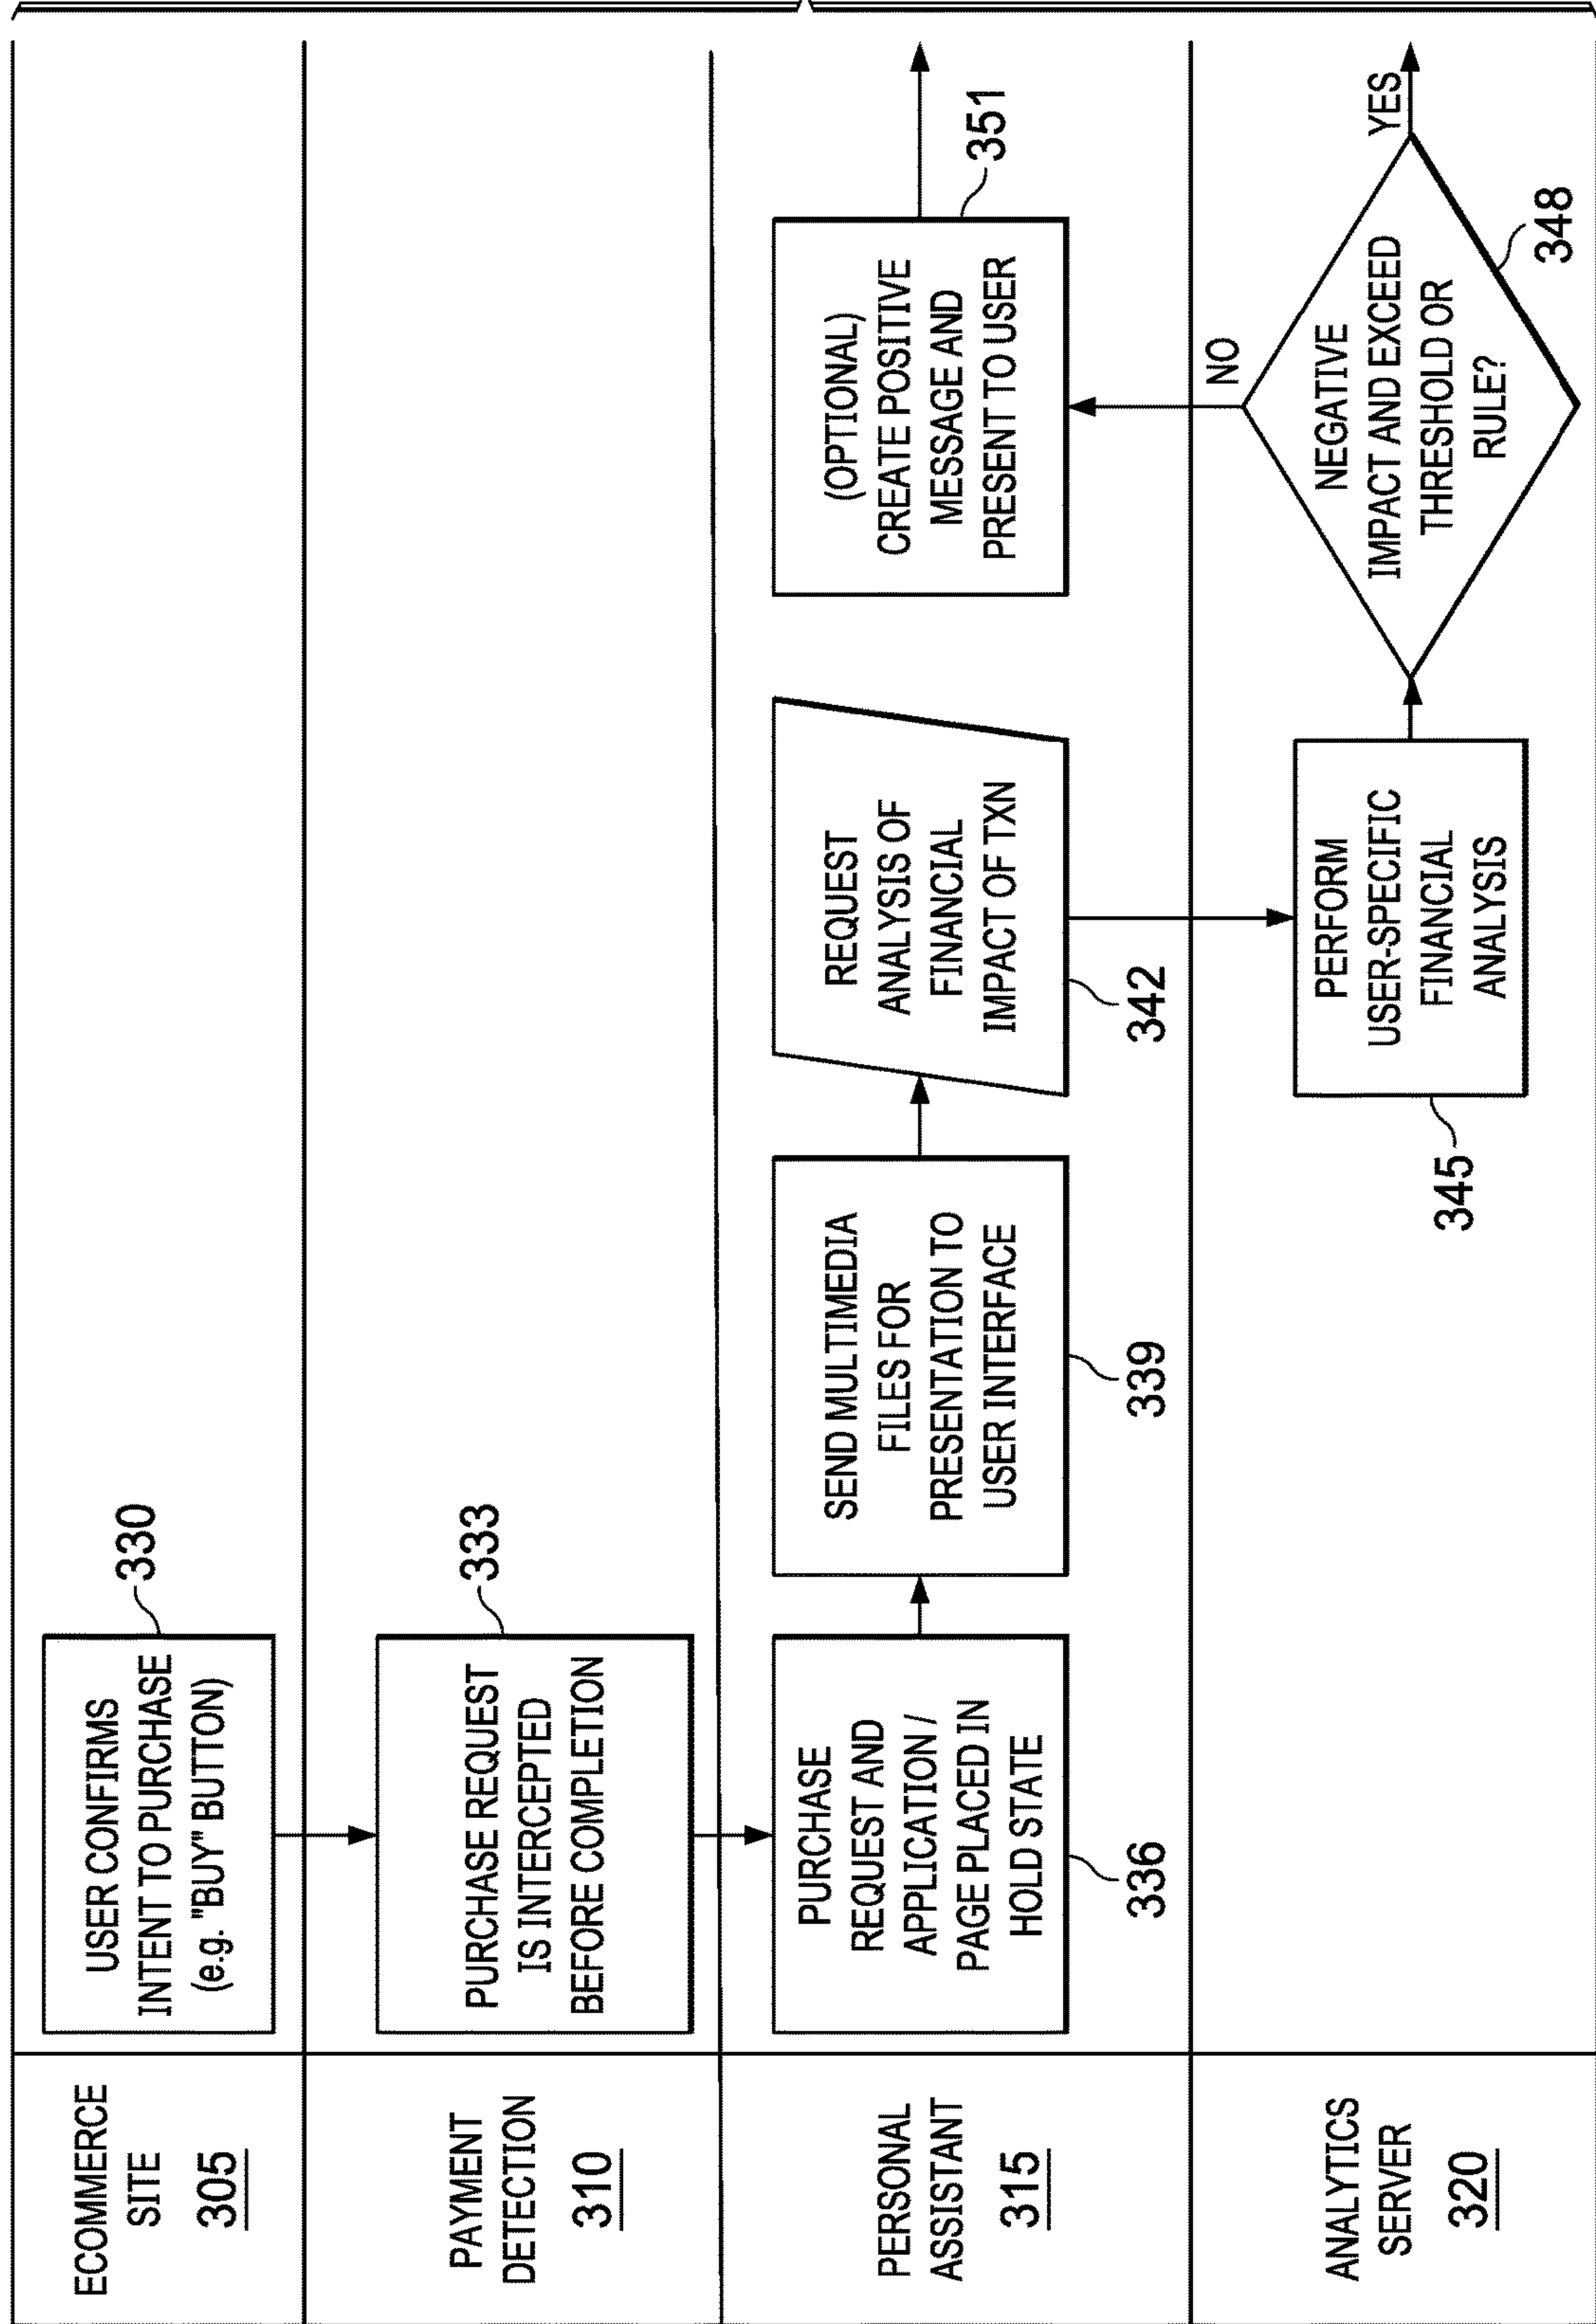 ECOMMERCE
SITE
305
USER CONFIRMS
INTENT TO PURCHASE
(e.g. "BUY" BUTTON)
330
PAYMENT
DETECTION
310
PURCHASE REQUEST
IS INTERCEPTED
BEFORE COMPLETION
333
PERSONAL
ASSISTANT
315
PURCHASE
REQUEST AND
APPLICATION /
PAGE PLACED IN
HOLD STATE
336
SEND MULTIMEDIA
FILES FOR
PRESENTATION TO
USER INTERFACE
339
REQUEST
ANALYSIS OF
FINANCIAL
IMPACT OF TXN
342
(OPTIONAL)
CREATE POSITIVE
MESSAGE AND
PRESENT TO USER
351
ANALYTICS
SERVER
320
PERFORM
USER-SPECIFIC
FINANCIAL
ANALYSIS
345
NEGATIVE
IMPACT AND EXCEED
THRESHOLD OR
RULE?
348
NO
YES